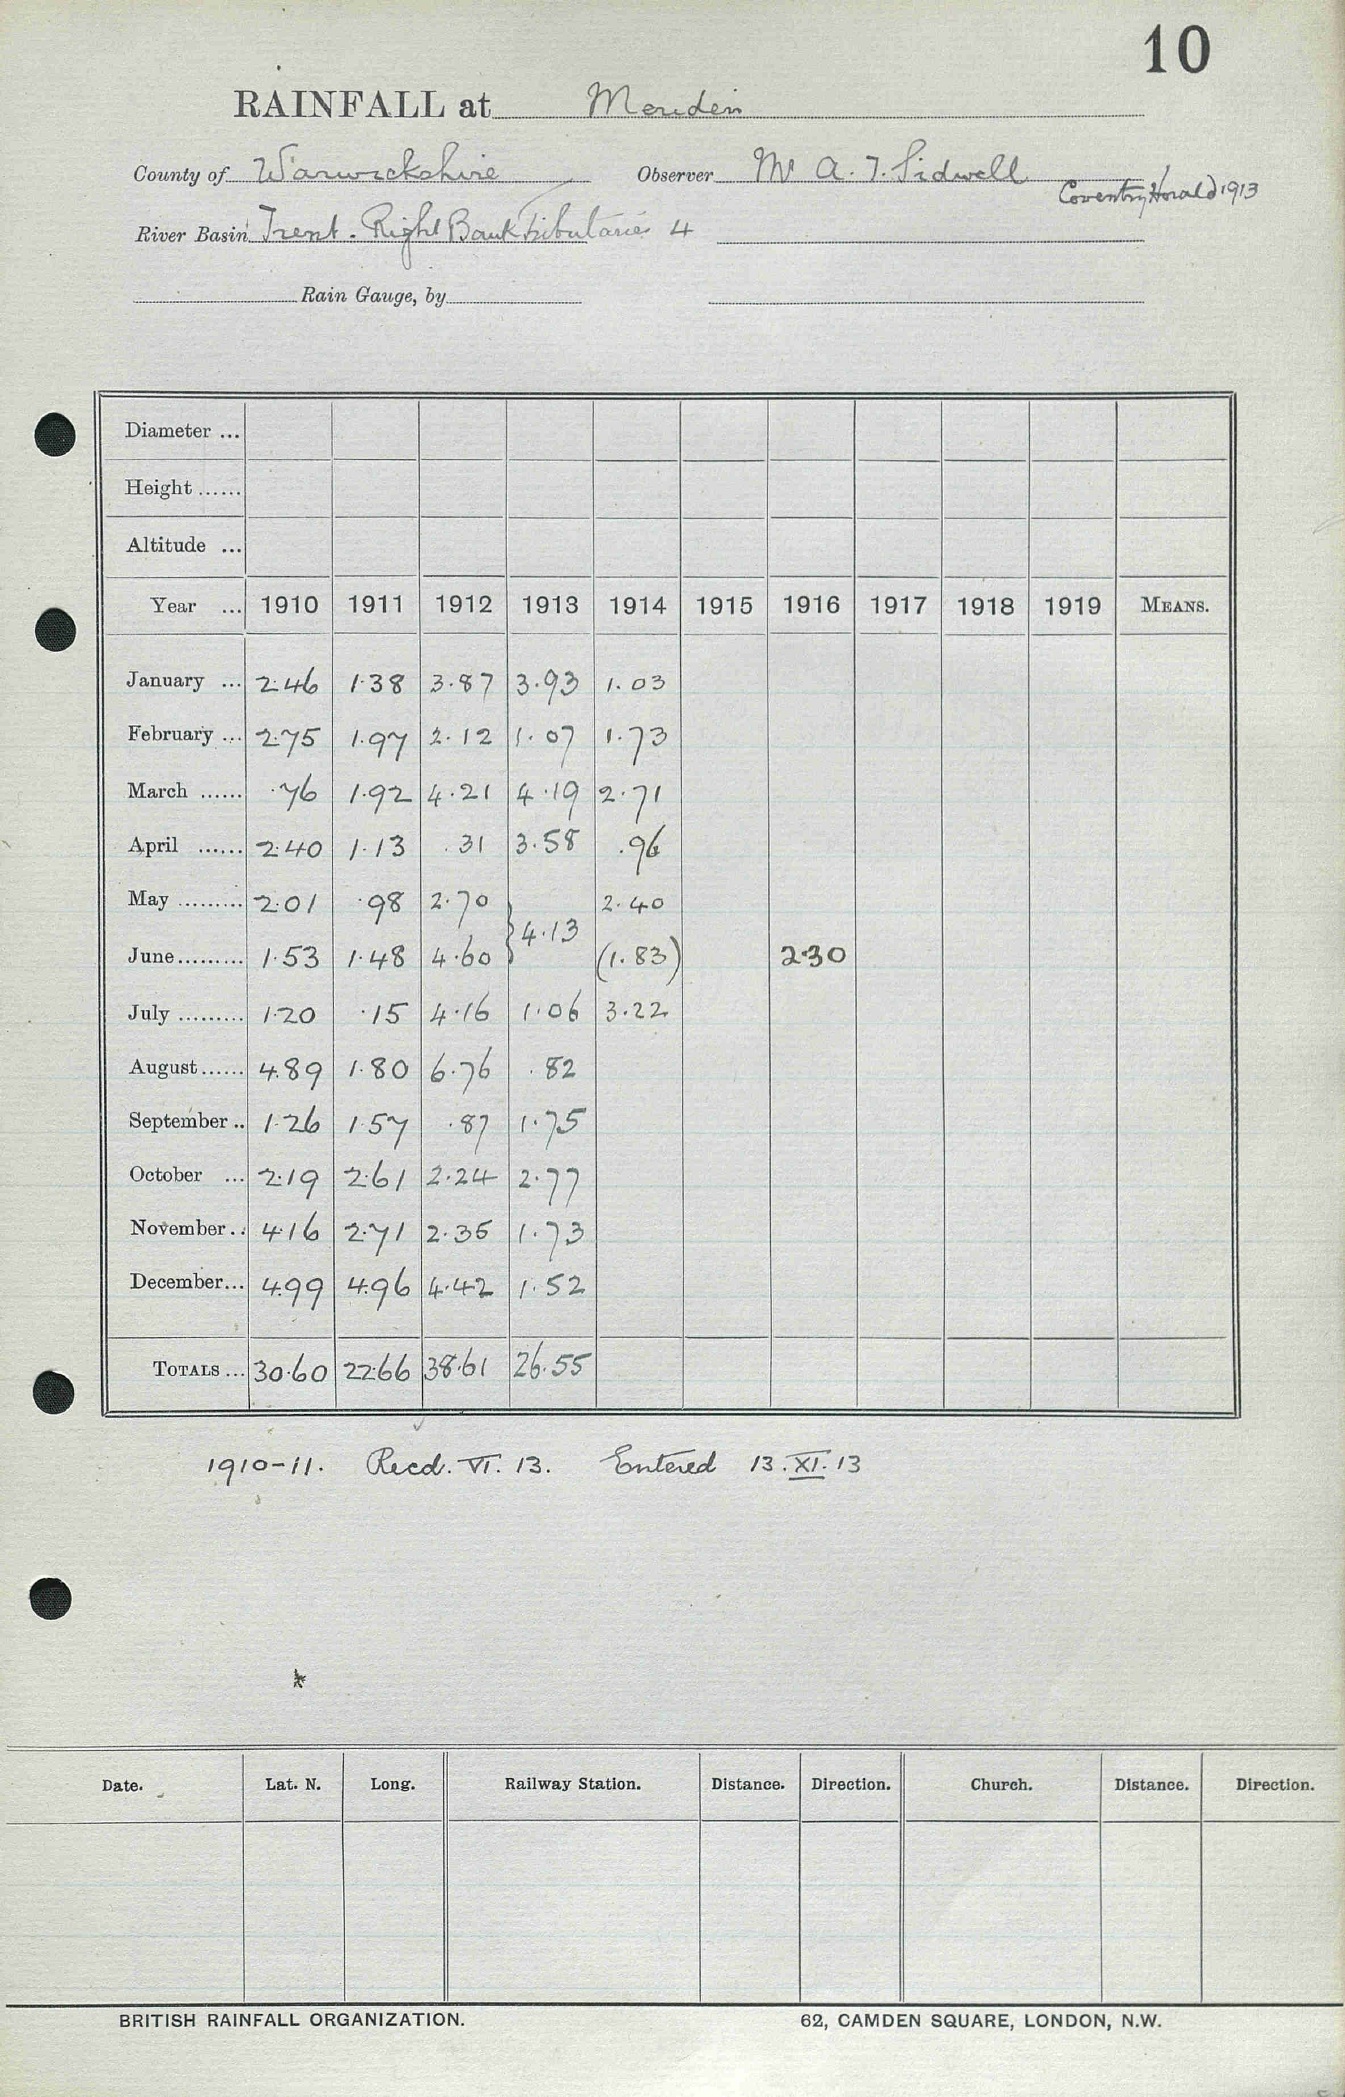 10
RAINFALL at Meriden
County of Warwickshire Observer Mr A. J. Sidwell
Coventry Herald 1913
River Basin Trent - Right Bank Tributaries 4
Rain Gauge, by
Diameter ...
Height ......
Altitude ...
Year ... 1910 1911 1912 1913 1914 1915 1916 1917 1918 1919 MEANS.
January ... 2.46 1.38 3.87 3.93 1.03
February ... 2.75 1.97 2.12 1.07 1.73
March ...... .76 1.92 4.21 4.19 2.71
April ...... 2.40 1.13 .31 3.58 .96
May ......... 2.01 .98 2.70 2.40
} 4.13
June ......... 1.53 1.48 4.60 (1.83) 2.30
July ......... 1.20 .15 4.16 1.06 3.22
August ...... 4.89 1.80 6.76 .82
September .. 1.26 1.57 .87 1.75
October ... 2.19 2.61 2.24 2.77
November .. 4.16 2.71 2.35 1.73
December ... 4.99 4.96 4.42 1.52
TOTALS ... 30.60 22.66 38.61 26.55
1910-11. Recd. VI. 13. Entered 13.XI.13
Date. Lat. N. Long. Railway Station. Distance. Direction. Church. Distance. Direction.
BRITISH RAINFALL ORGANIZATION. 62, CAMDEN SQUARE, LONDON, N.W.